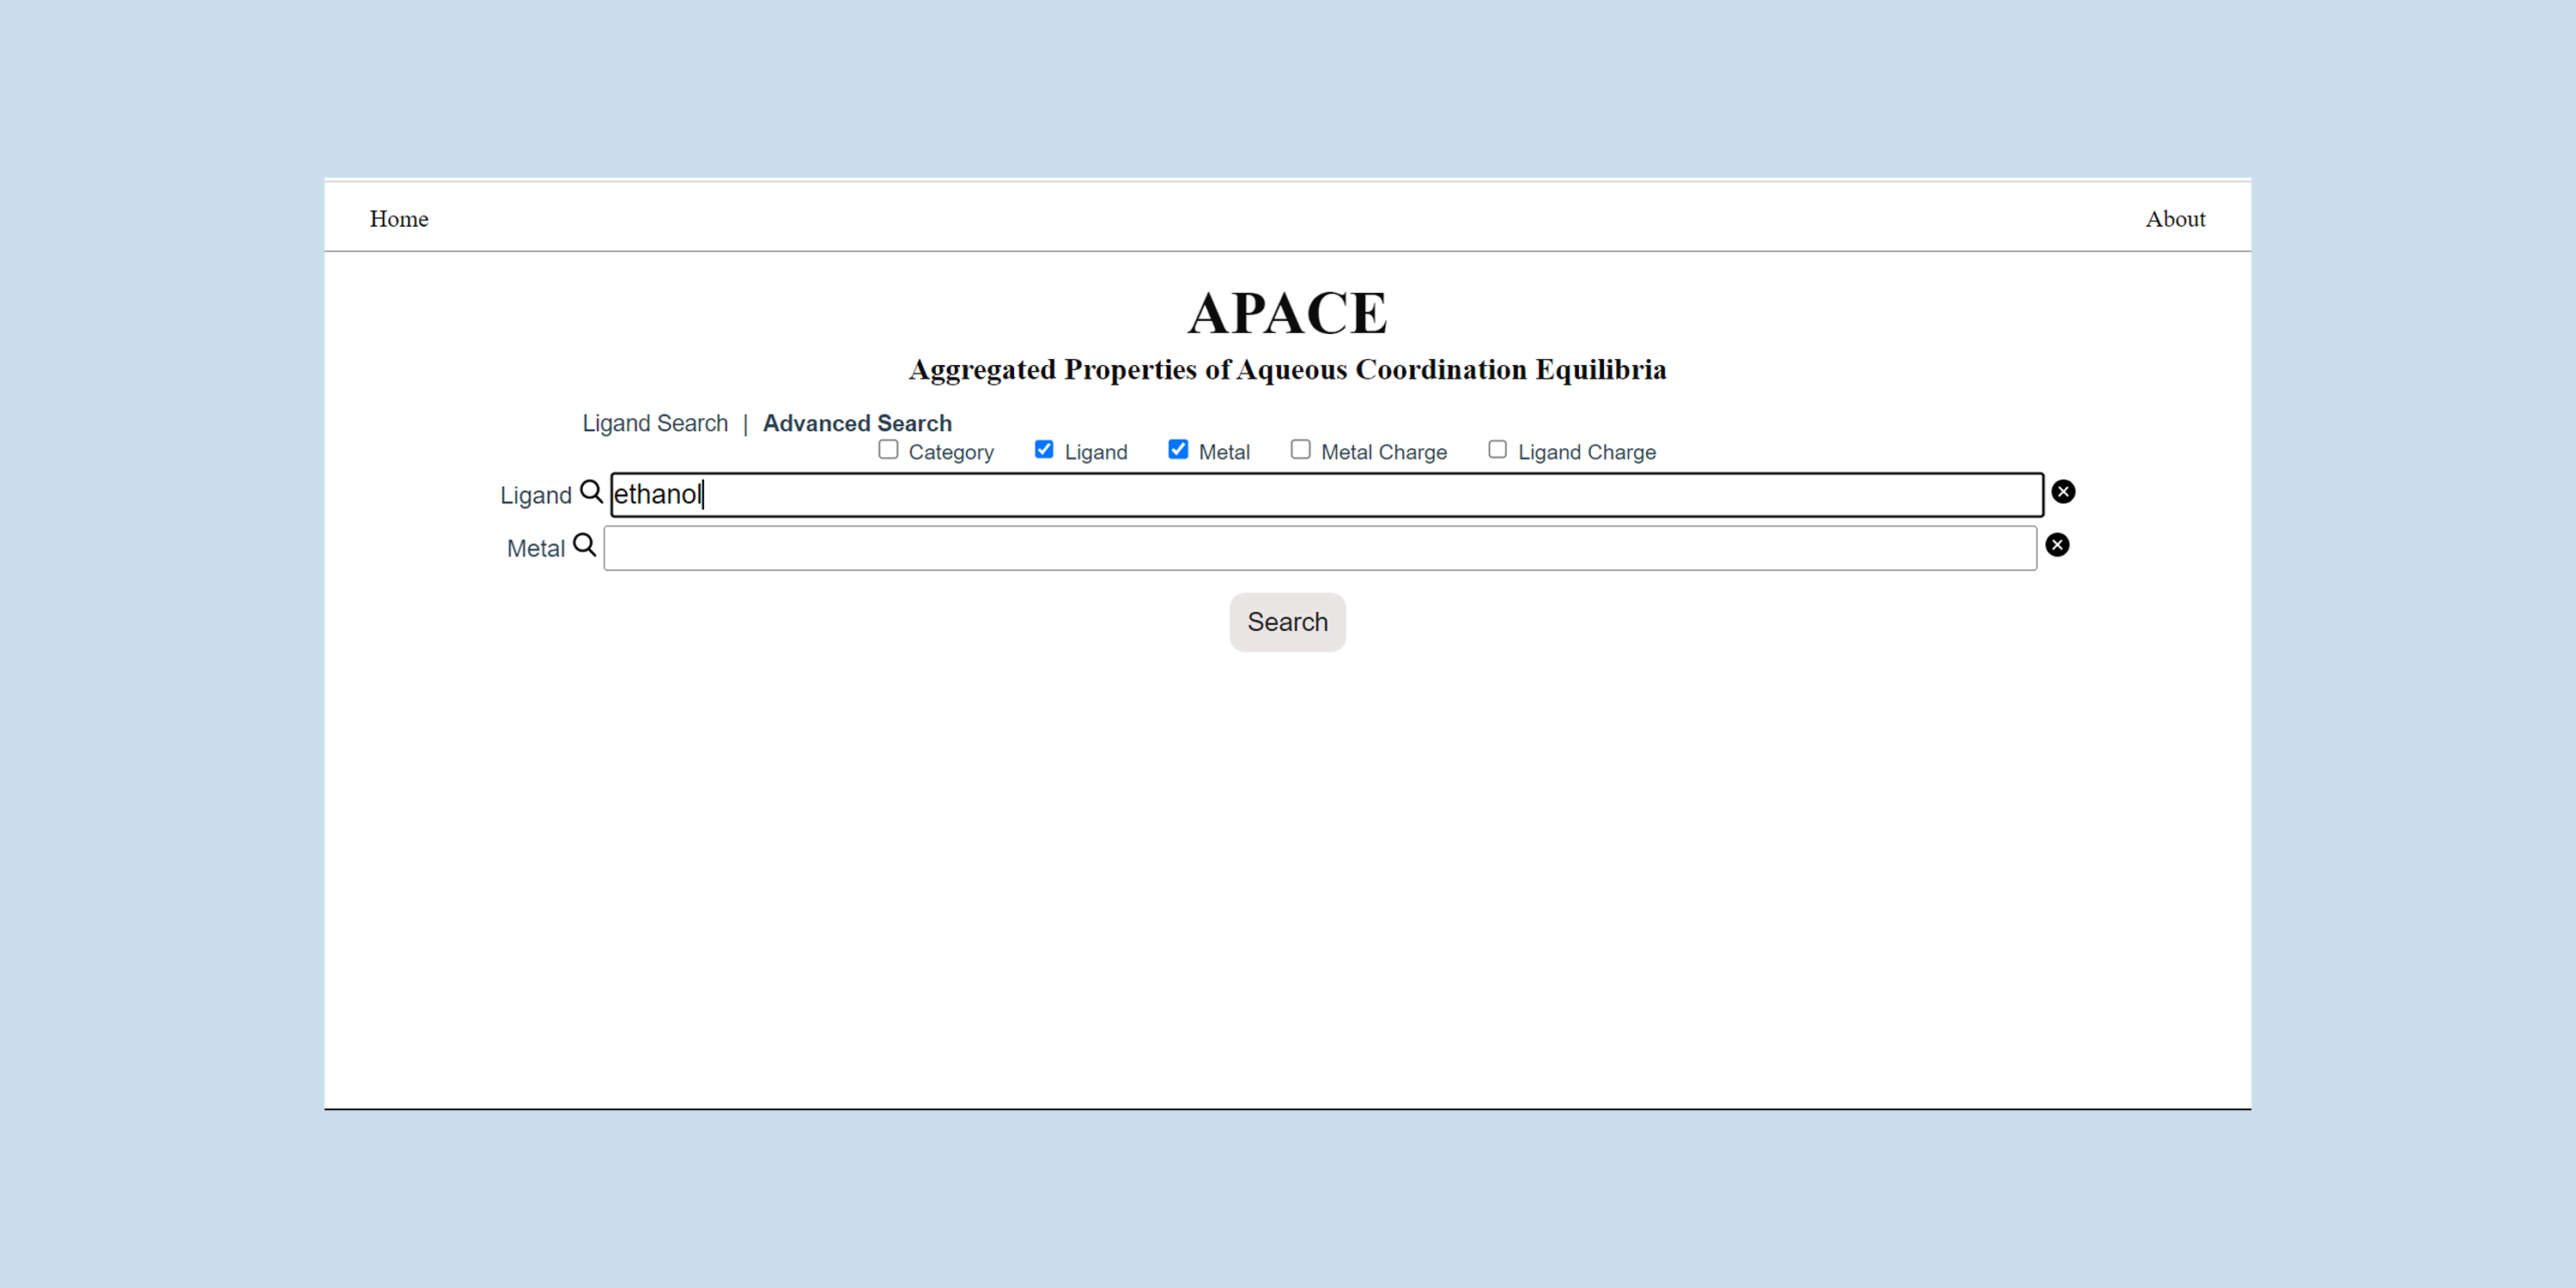 Home About
APACE
Aggregated Properties of Aqueous Coordination Equilibria
Ligand Search | Advanced Search
Category Ligand Metal Metal Charge Ligand Charge
Ligand ethanol
Metal
Search